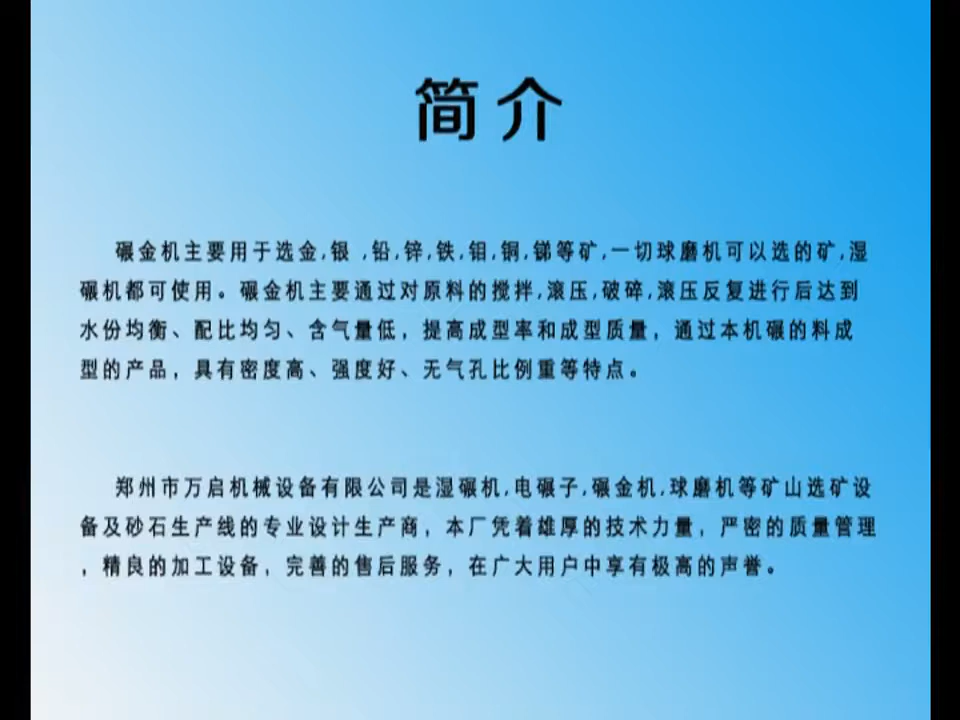 简介
碾金机主要用于选金,银 ,铅,锌,铁,钼,铜,锑等矿,一切球磨机可以选的矿,湿
碾机都可使用。碾金机主要通过对原料的搅拌,滚压,破碎,滚压反复进行后达到
水份均衡、配比均匀、含气量低，提高成型率和成型质量，通过本机碾的料成
型的产品，具有密度高、强度好、无气孔比例重等特点。
郑州市万启机械设备有限公司是湿碾机,电碾子,碾金机,球磨机等矿山选矿设
备及砂石生产线的专业设计生产商，本厂凭着雄厚的技术力量，严密的质量管理
，精良的加工设备，完善的售后服务，在广大用户中享有极高的声誉。